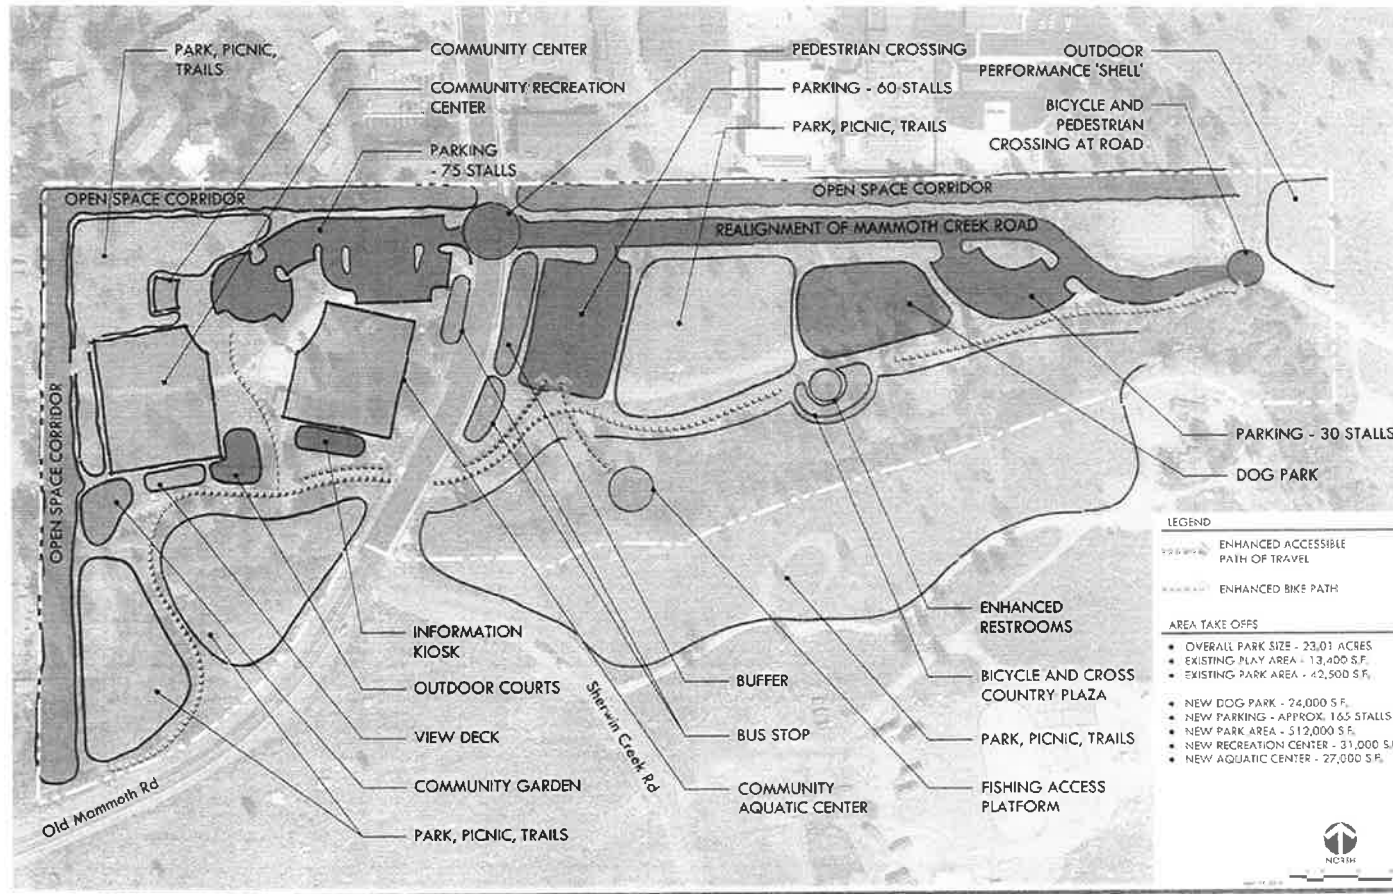 PARK, PICNIC,
TRAILS
COMMUNITY CENTER
COMMUNITY RECREATION
CENTER
PARKING
- 75 STALLS
PEDESTRIAN CROSSING
PARKING - 60 STALLS
PARK, PICNIC, TRAILS
OUTDOOR
PERFORMANCE 'SHELL'
BICYCLE AND
PEDESTRIAN
CROSSING AT ROAD
OPEN SPACE CORRIDOR
OPEN SPACE CORRIDOR
REALIGNMENT OF MAMMOTH CREEK ROAD
OPEN SPACE CORRIDOR
PARKING - 30 STALLS
DOG PARK
INFORMATION
KIOSK
OUTDOOR COURTS
VIEW DECK
COMMUNITY GARDEN
PARK, PICNIC, TRAILS
Old Mammoth Rd
Sherwin Creek Rd
BUFFER
BUS STOP
COMMUNITY
AQUATIC CENTER
ENHANCED
RESTROOMS
BICYCLE AND CROSS
COUNTRY PLAZA
PARK, PICNIC, TRAILS
FISHING ACCESS
PLATFORM
LEGEND
ENHANCED ACCESSIBLE
PATH OF TRAVEL
ENHANCED BIKE PATH
AREA TAKE OFFS
• OVERALL PARK SIZE - 23.01 ACRES
• EXISTING PLAY AREA - 13,400 S.F.
• EXISTING PARK AREA - 42,500 S.F.
• NEW DOG PARK - 24,000 S.F.
• NEW PARKING - APPROX. 165 STALLS
• NEW PARK AREA - 512,000 S.F.
• NEW RECREATION CENTER - 31,000 S.F
• NEW AQUATIC CENTER - 27,000 S.F.
NORTH